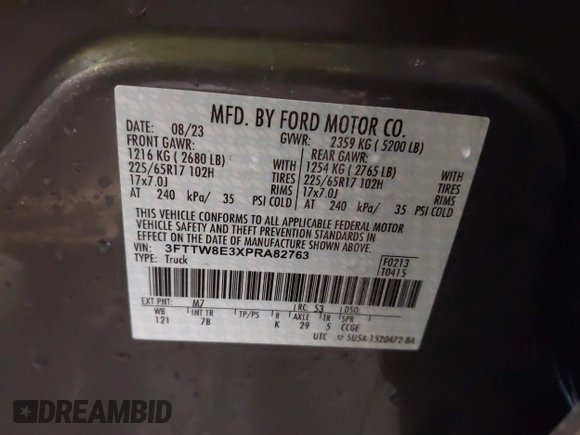 MFD. BY FORD MOTOR CO.
DATE: 08/23 GVWR: 2359 KG ( 5200 LB)
FRONT GAWR: REAR GAWR:
1216 KG ( 2680 LB) 1254 KG ( 2765 LB)
225/65R17 102H TIRES 225/65R17 102H TIRES
17x7.0J RIMS 17x7.0J RIMS
AT 240 kPa/ 35 PSI COLD AT 240 kPa/ 35 PSI COLD
THIS VEHICLE CONFORMS TO ALL APPLICABLE FEDERAL MOTOR
VEHICLE SAFETY AND THEFT PREVENTION STANDARDS IN
EFFECT ON THE DATE OF MANUFACTURE SHOWN ABOVE.
VIN: 3FTTW8E3XPRA82763 F0213
TYPE: Truck T0415
EXT PNT: M7 RC: 53 DSO:
WB INT TR TP/PS R AXLE TR SPR
121 7B K 29 5 CCGE
UTC 5U5A-1520472-BA
DREAMBID